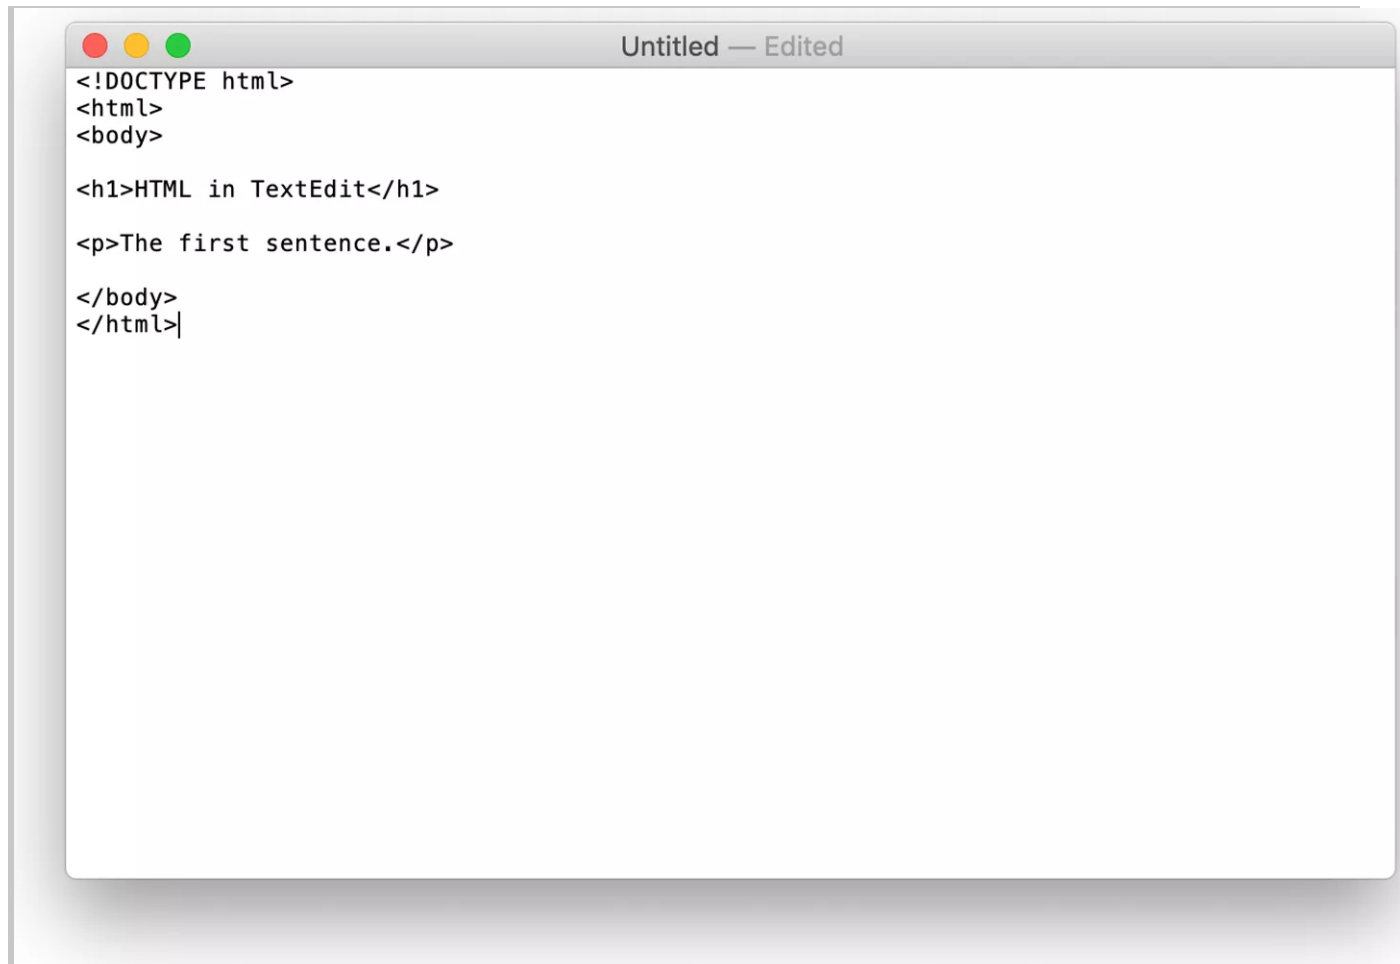 Untitled — Edited
<!DOCTYPE html>
<html>
<body>
<h1>HTML in TextEdit</h1>
<p>The first sentence.</p>
</body>
</html>